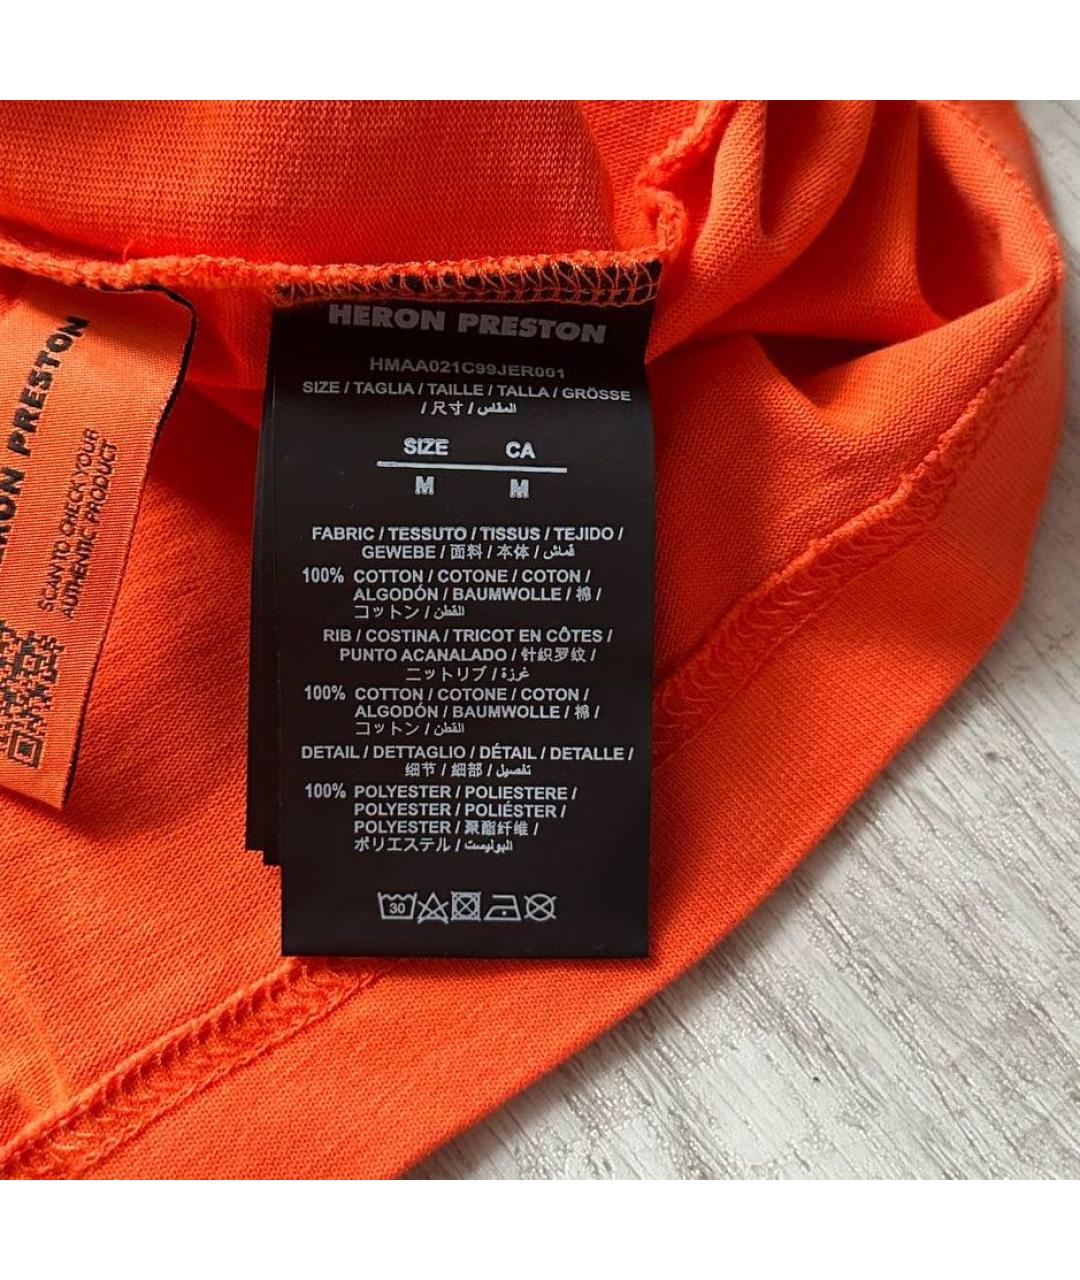 HERON PRESTON
HMAA021C99JER001
SIZE / TAGLIA / TAILLE / TALLA / GRÖSSE
/ 尺寸 / المقاس
SIZE CA
M M
FABRIC / TESSUTO / TISSUS / TEJIDO /
GEWEBE / 面料 / 本体 / قماش
100% COTTON / COTONE / COTON /
ALGODÓN / BAUMWOLLE / 棉 /
コットン / القطن
RIB / COSTINA / TRICOT EN CÔTES /
PUNTO ACANALADO / 针织罗纹 /
ニットリブ / غرزة
100% COTTON / COTONE / COTON /
ALGODÓN / BAUMWOLLE / 棉 /
コットン / القطن
DETAIL / DETTAGLIO / DÉTAIL / DETALLE /
细节 / 細部 / تفصيل
100% POLYESTER / POLIESTERE /
POLYESTER / POLIÉSTER /
POLYESTER / 聚酯纤维 /
ポリエステル / البوليست
30
PRESTON
SCAN TO CHECK YOUR
AUTHENTIC PRODUCT